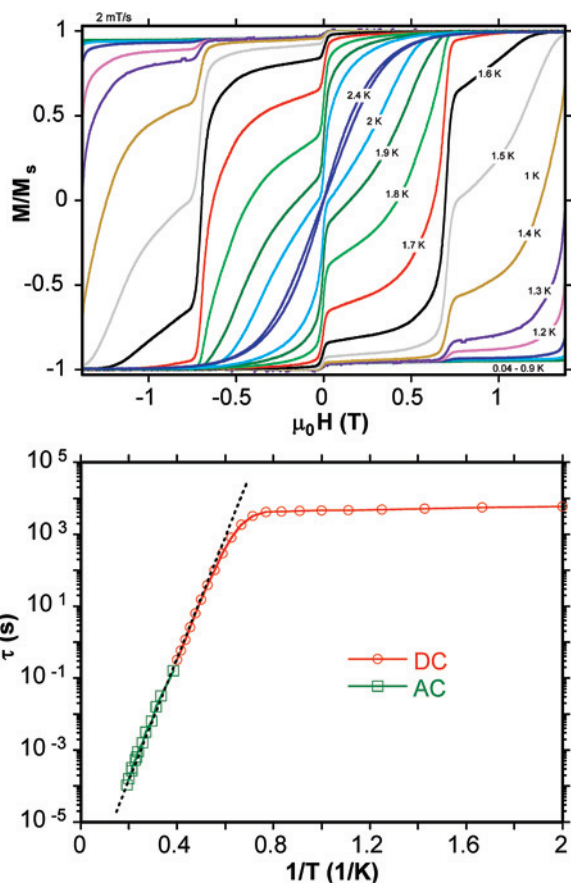 2 mT/s
1
0.5
0
-0.5
-1
M/Ms
2.4 K
2 K
1.9 K
1.8 K
1.7 K
1.6 K
1.5 K
1 K
1.4 K
1.3 K
1.2 K
0.04 - 0.9 K
-1 -0.5 0 0.5 1
μ0H (T)
10^5
10^3
10^1
10^-1
10^-3
10^-5
τ (s)
DC
AC
0 0.4 0.8 1.2 1.6 2
1/T (1/K)